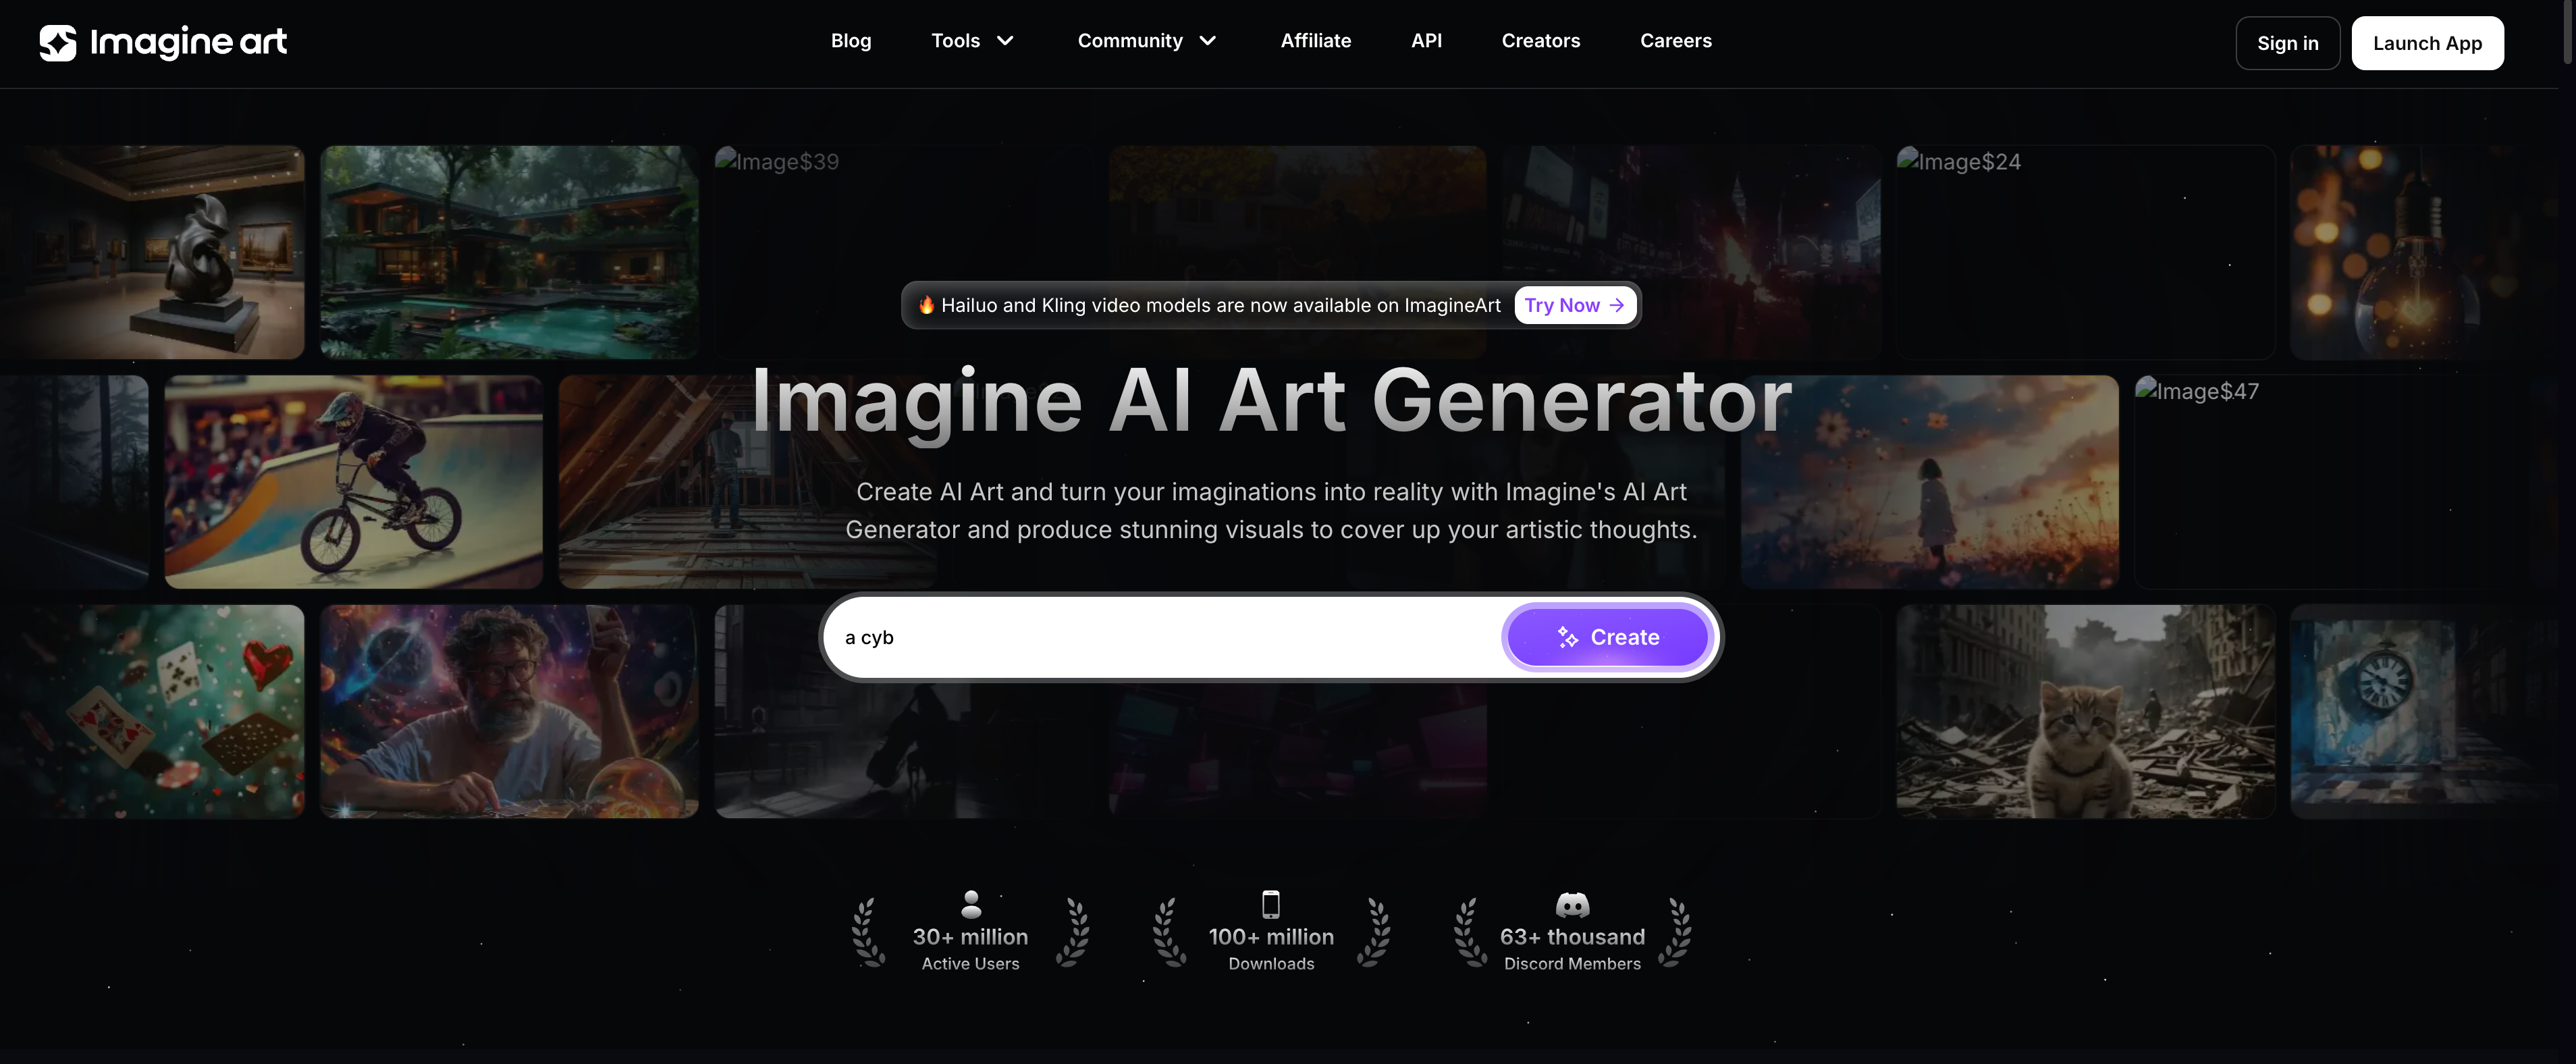 Imagine art
Blog
Tools
Community
Affiliate
API
Creators
Careers
Sign in
Launch App
Image$39
Image$24
🔥 Hailuo and Kling video models are now available on ImagineArt
Try Now →
Imagine AI Art Generator
Image$47
Create AI Art and turn your imaginations into reality with Imagine's AI Art
Generator and produce stunning visuals to cover up your artistic thoughts.
a cyb
Create
30+ million
Active Users
100+ million
Downloads
63+ thousand
Discord Members